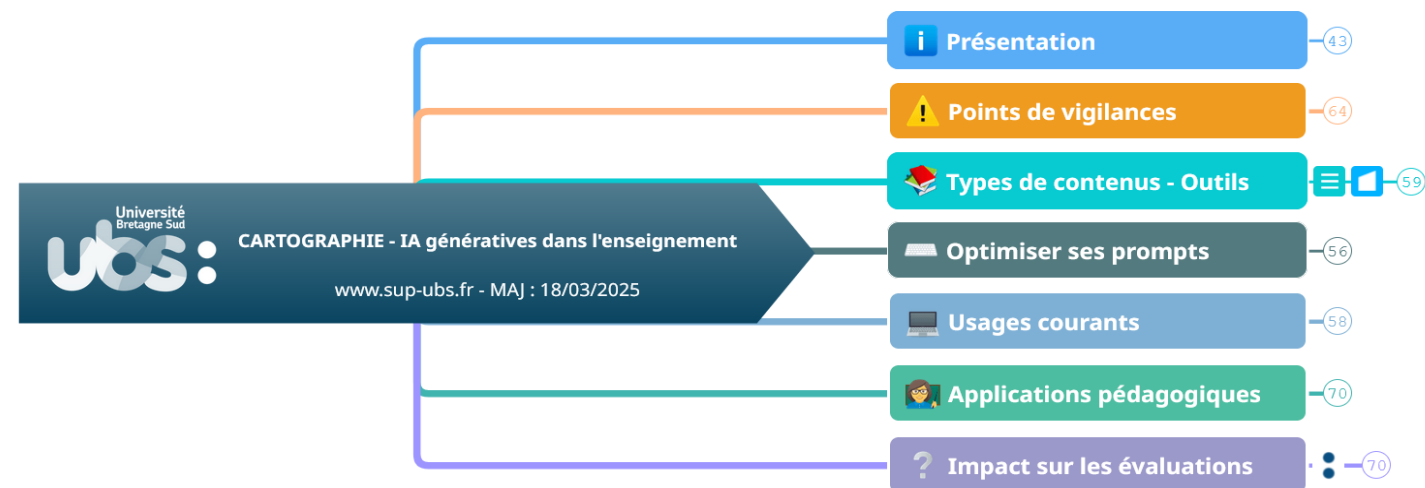 Présentation
43
Points de vigilances
64
Types de contenus - Outils
59
Université
Bretagne Sud
ubs:
CARTOGRAPHIE - IA génératives dans l'enseignement
www.sup-ubs.fr - MAJ : 18/03/2025
Optimiser ses prompts
56
Usages courants
58
Applications pédagogiques
70
Impact sur les évaluations
70